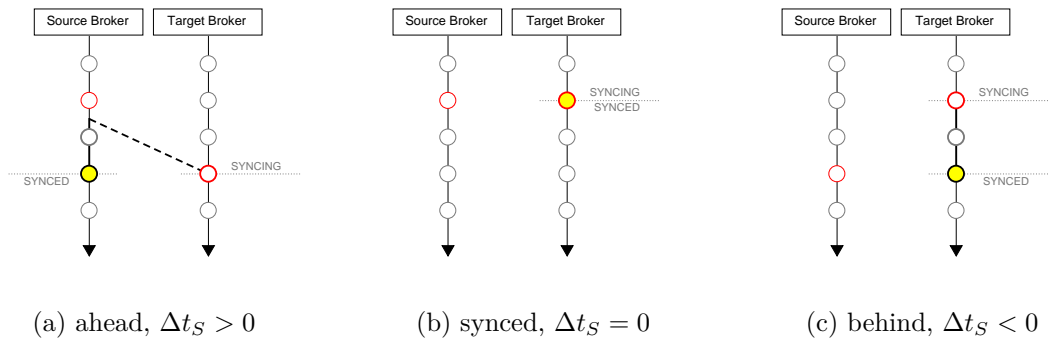 Source Broker Target Broker
SYNCING
SYNCED
(a) ahead, Δt_S > 0
Source Broker Target Broker
SYNCING
SYNCED
(b) synced, Δt_S = 0
Source Broker Target Broker
SYNCING
SYNCED
(c) behind, Δt_S < 0